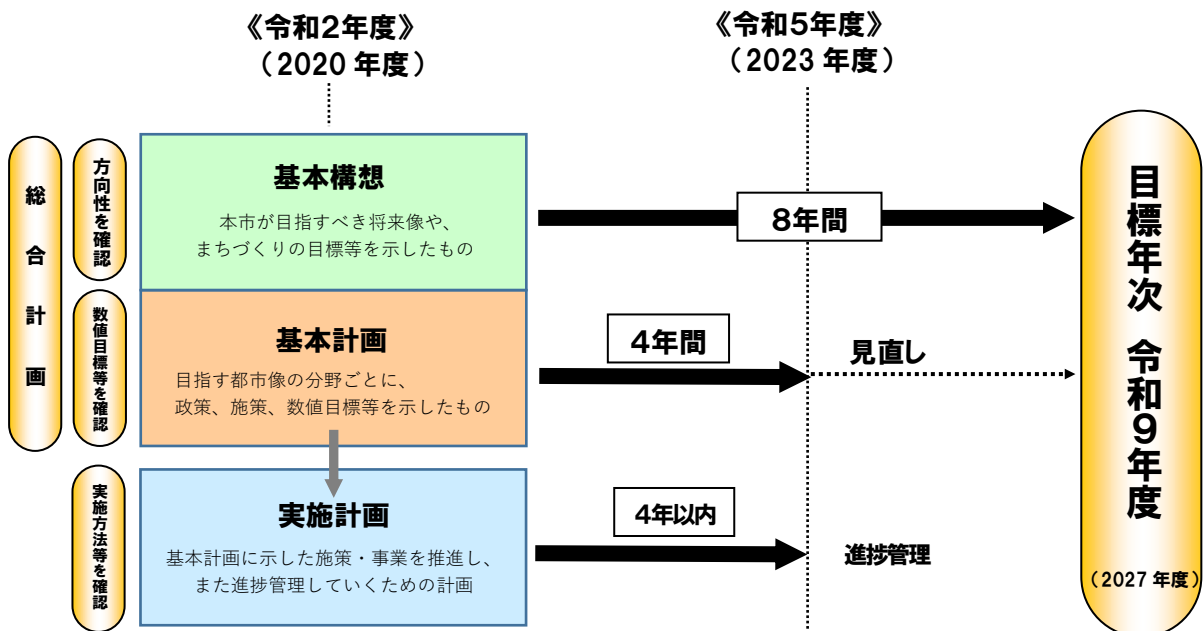 《令和2年度》
（2020 年度）
《令和5年度》
（2023 年度）
総合計画
方向性を確認
基本構想
本市が目指すべき将来像や、
まちづくりの目標等を示したもの
8年間
数値目標等を確認
基本計画
目指す都市像の分野ごとに、
政策、施策、数値目標等を示したもの
4年間
見直し
実施方法等を確認
実施計画
基本計画に示した施策・事業を推進し、
また進捗管理していくための計画
4年以内
進捗管理
目標年次 令和9年度
（2027 年度）